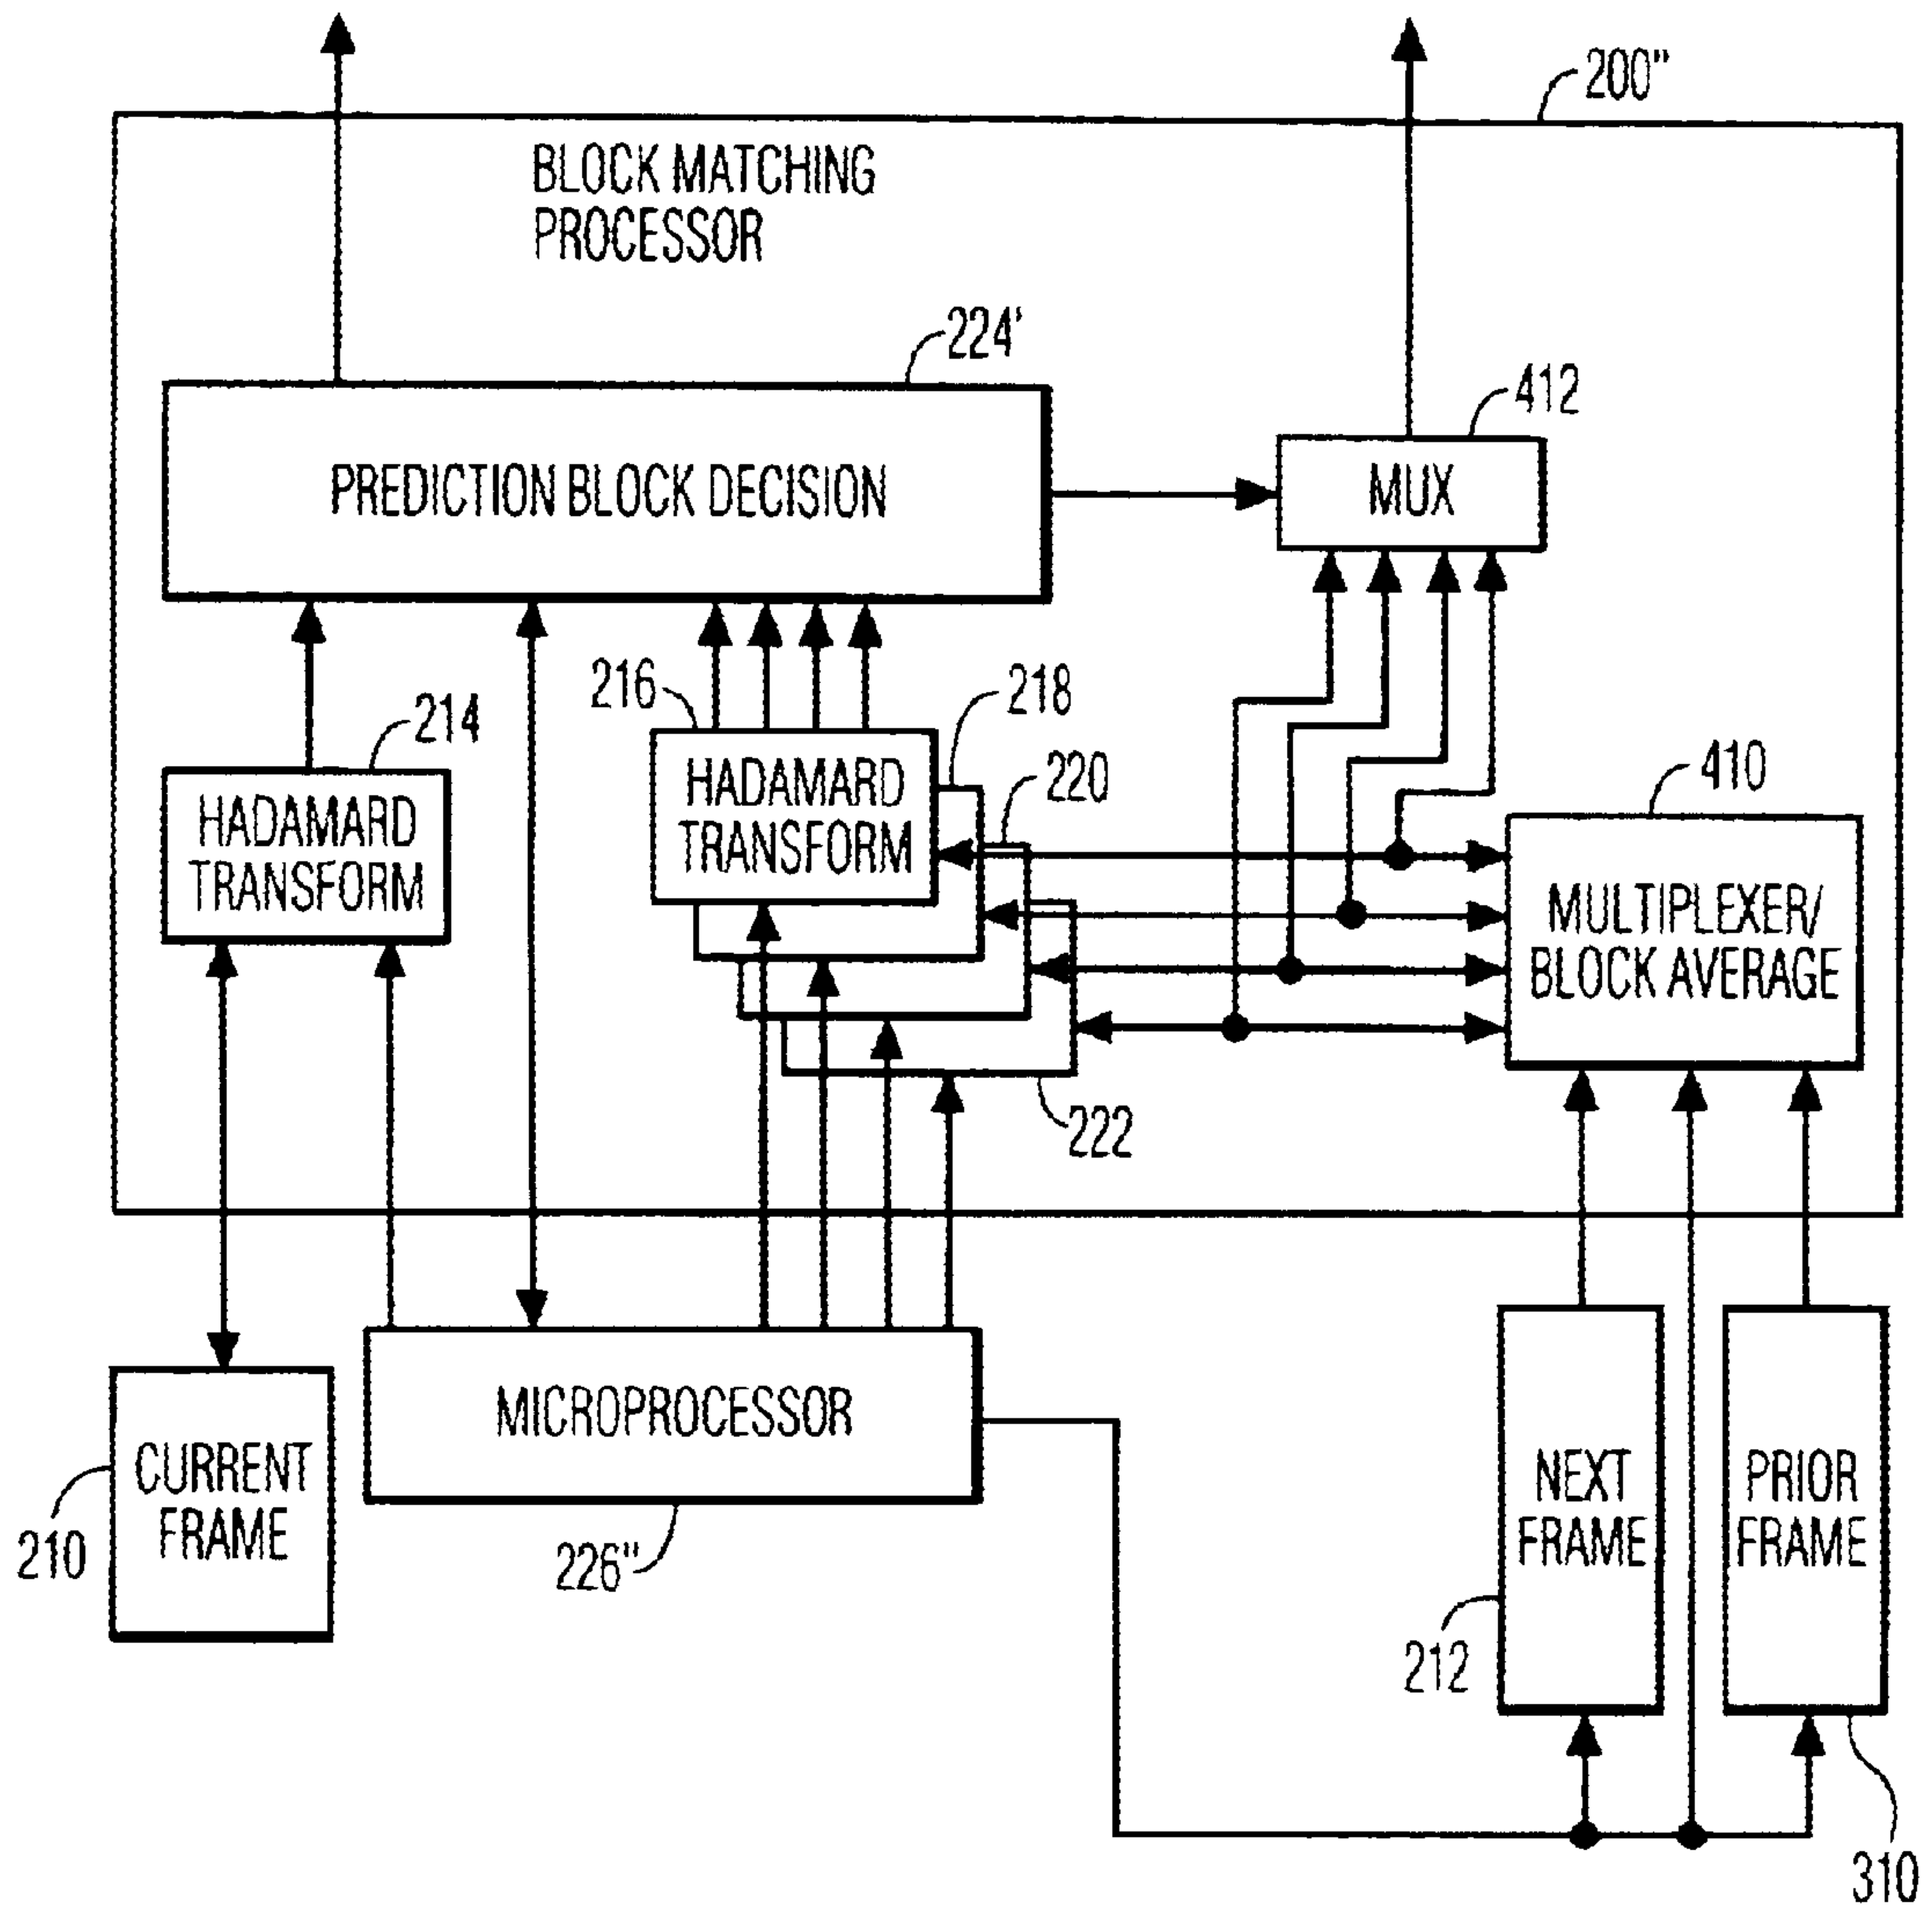 200"
BLOCK MATCHING
PROCESSOR
224'
412
PREDICTION BLOCK DECISION
MUX
216
218
214
220
410
HADAMARD
TRANSFORM
HADAMARD
TRANSFORM
MULTIPLEXER/
BLOCK AVERAGE
222
MICROPROCESSOR
CURRENT
FRAME
NEXT
FRAME
PRIOR
FRAME
210
226"
212
310